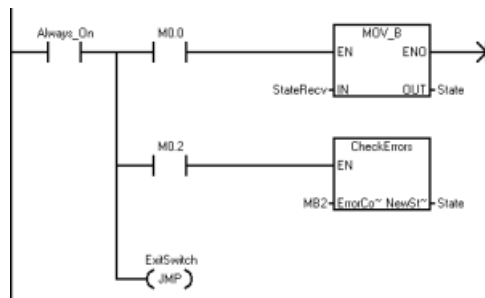 Always_On
M0.0
MOV_B
EN ENO
StateRecv IN OUT State
M0.2
CheckErrors
EN
MB2 ErrorCo~ NewSt~ State
ExitSwitch
JMP